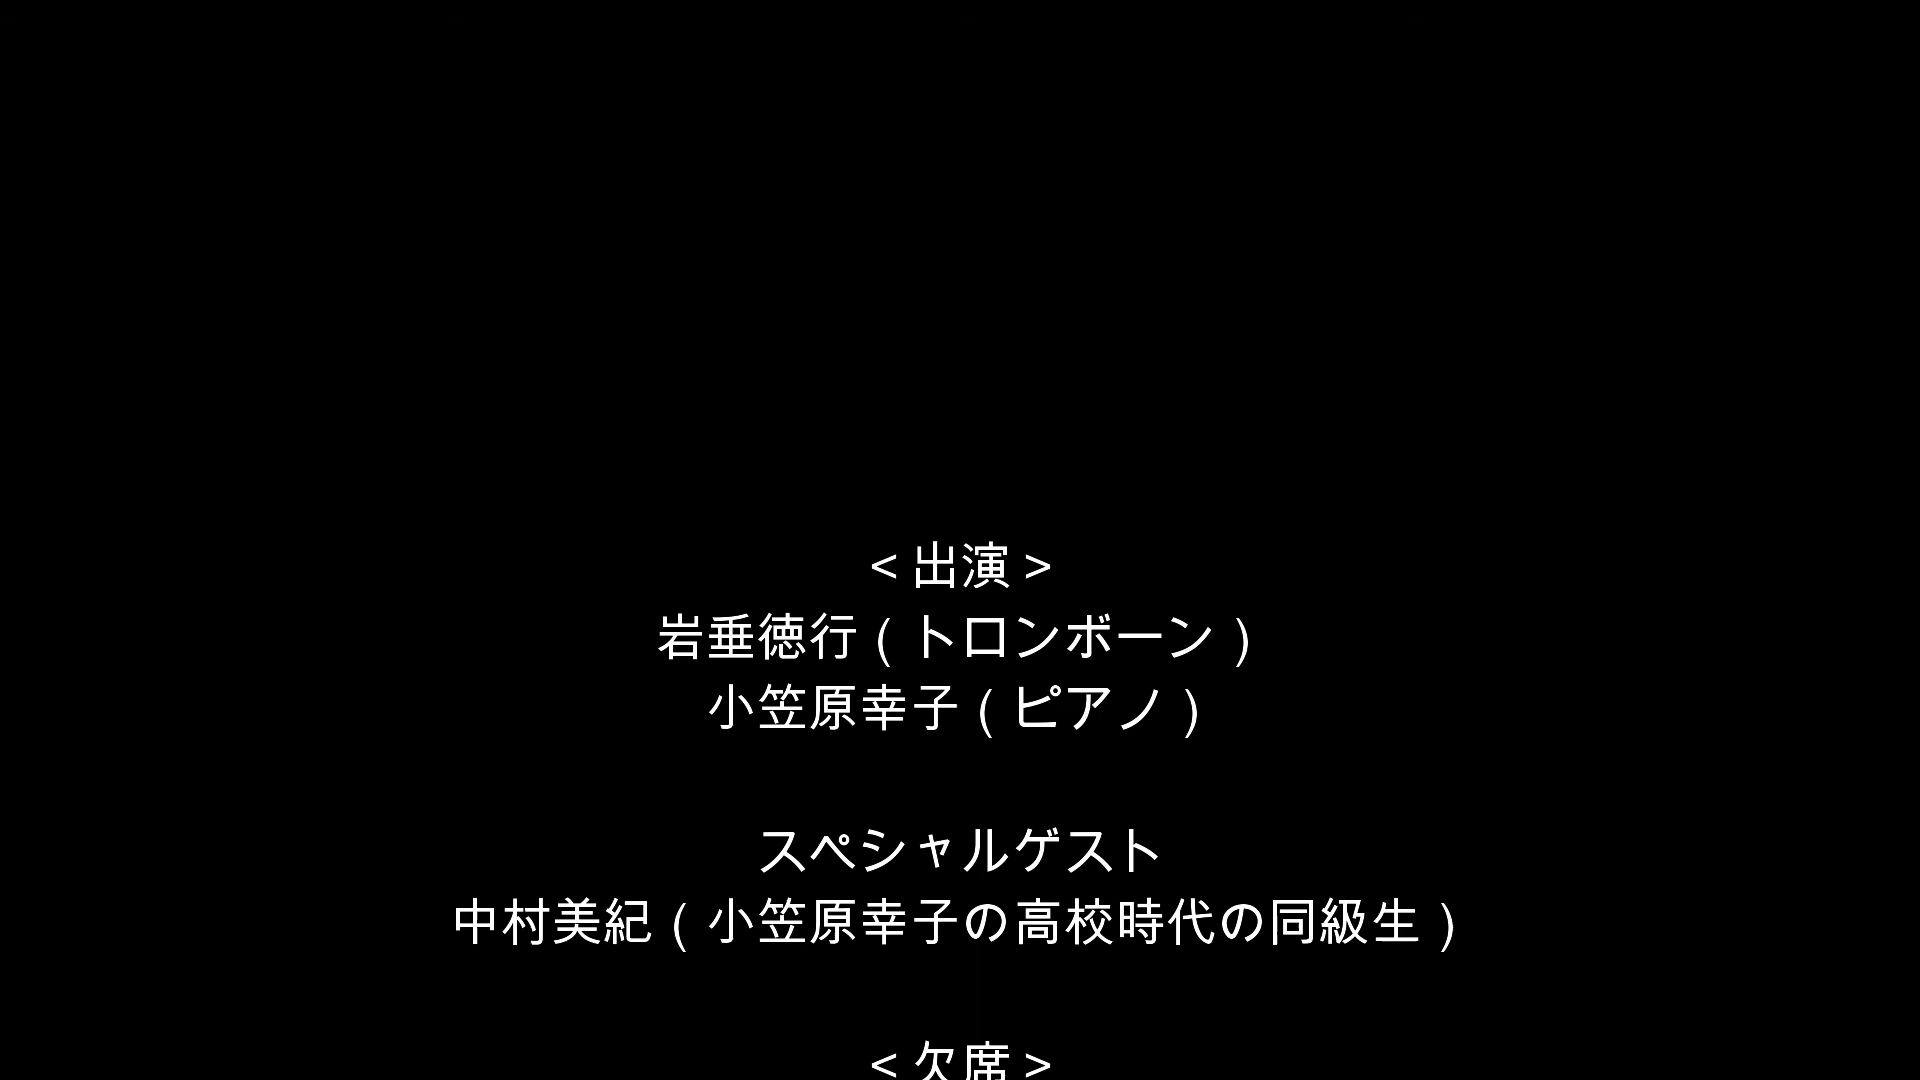 < 出演 >
岩垂徳行 ( トロンボーン )
小笠原幸子 ( ピアノ )
スペシャルゲスト
中村美紀 ( 小笠原幸子の高校時代の同級生 )
< 欠席 >